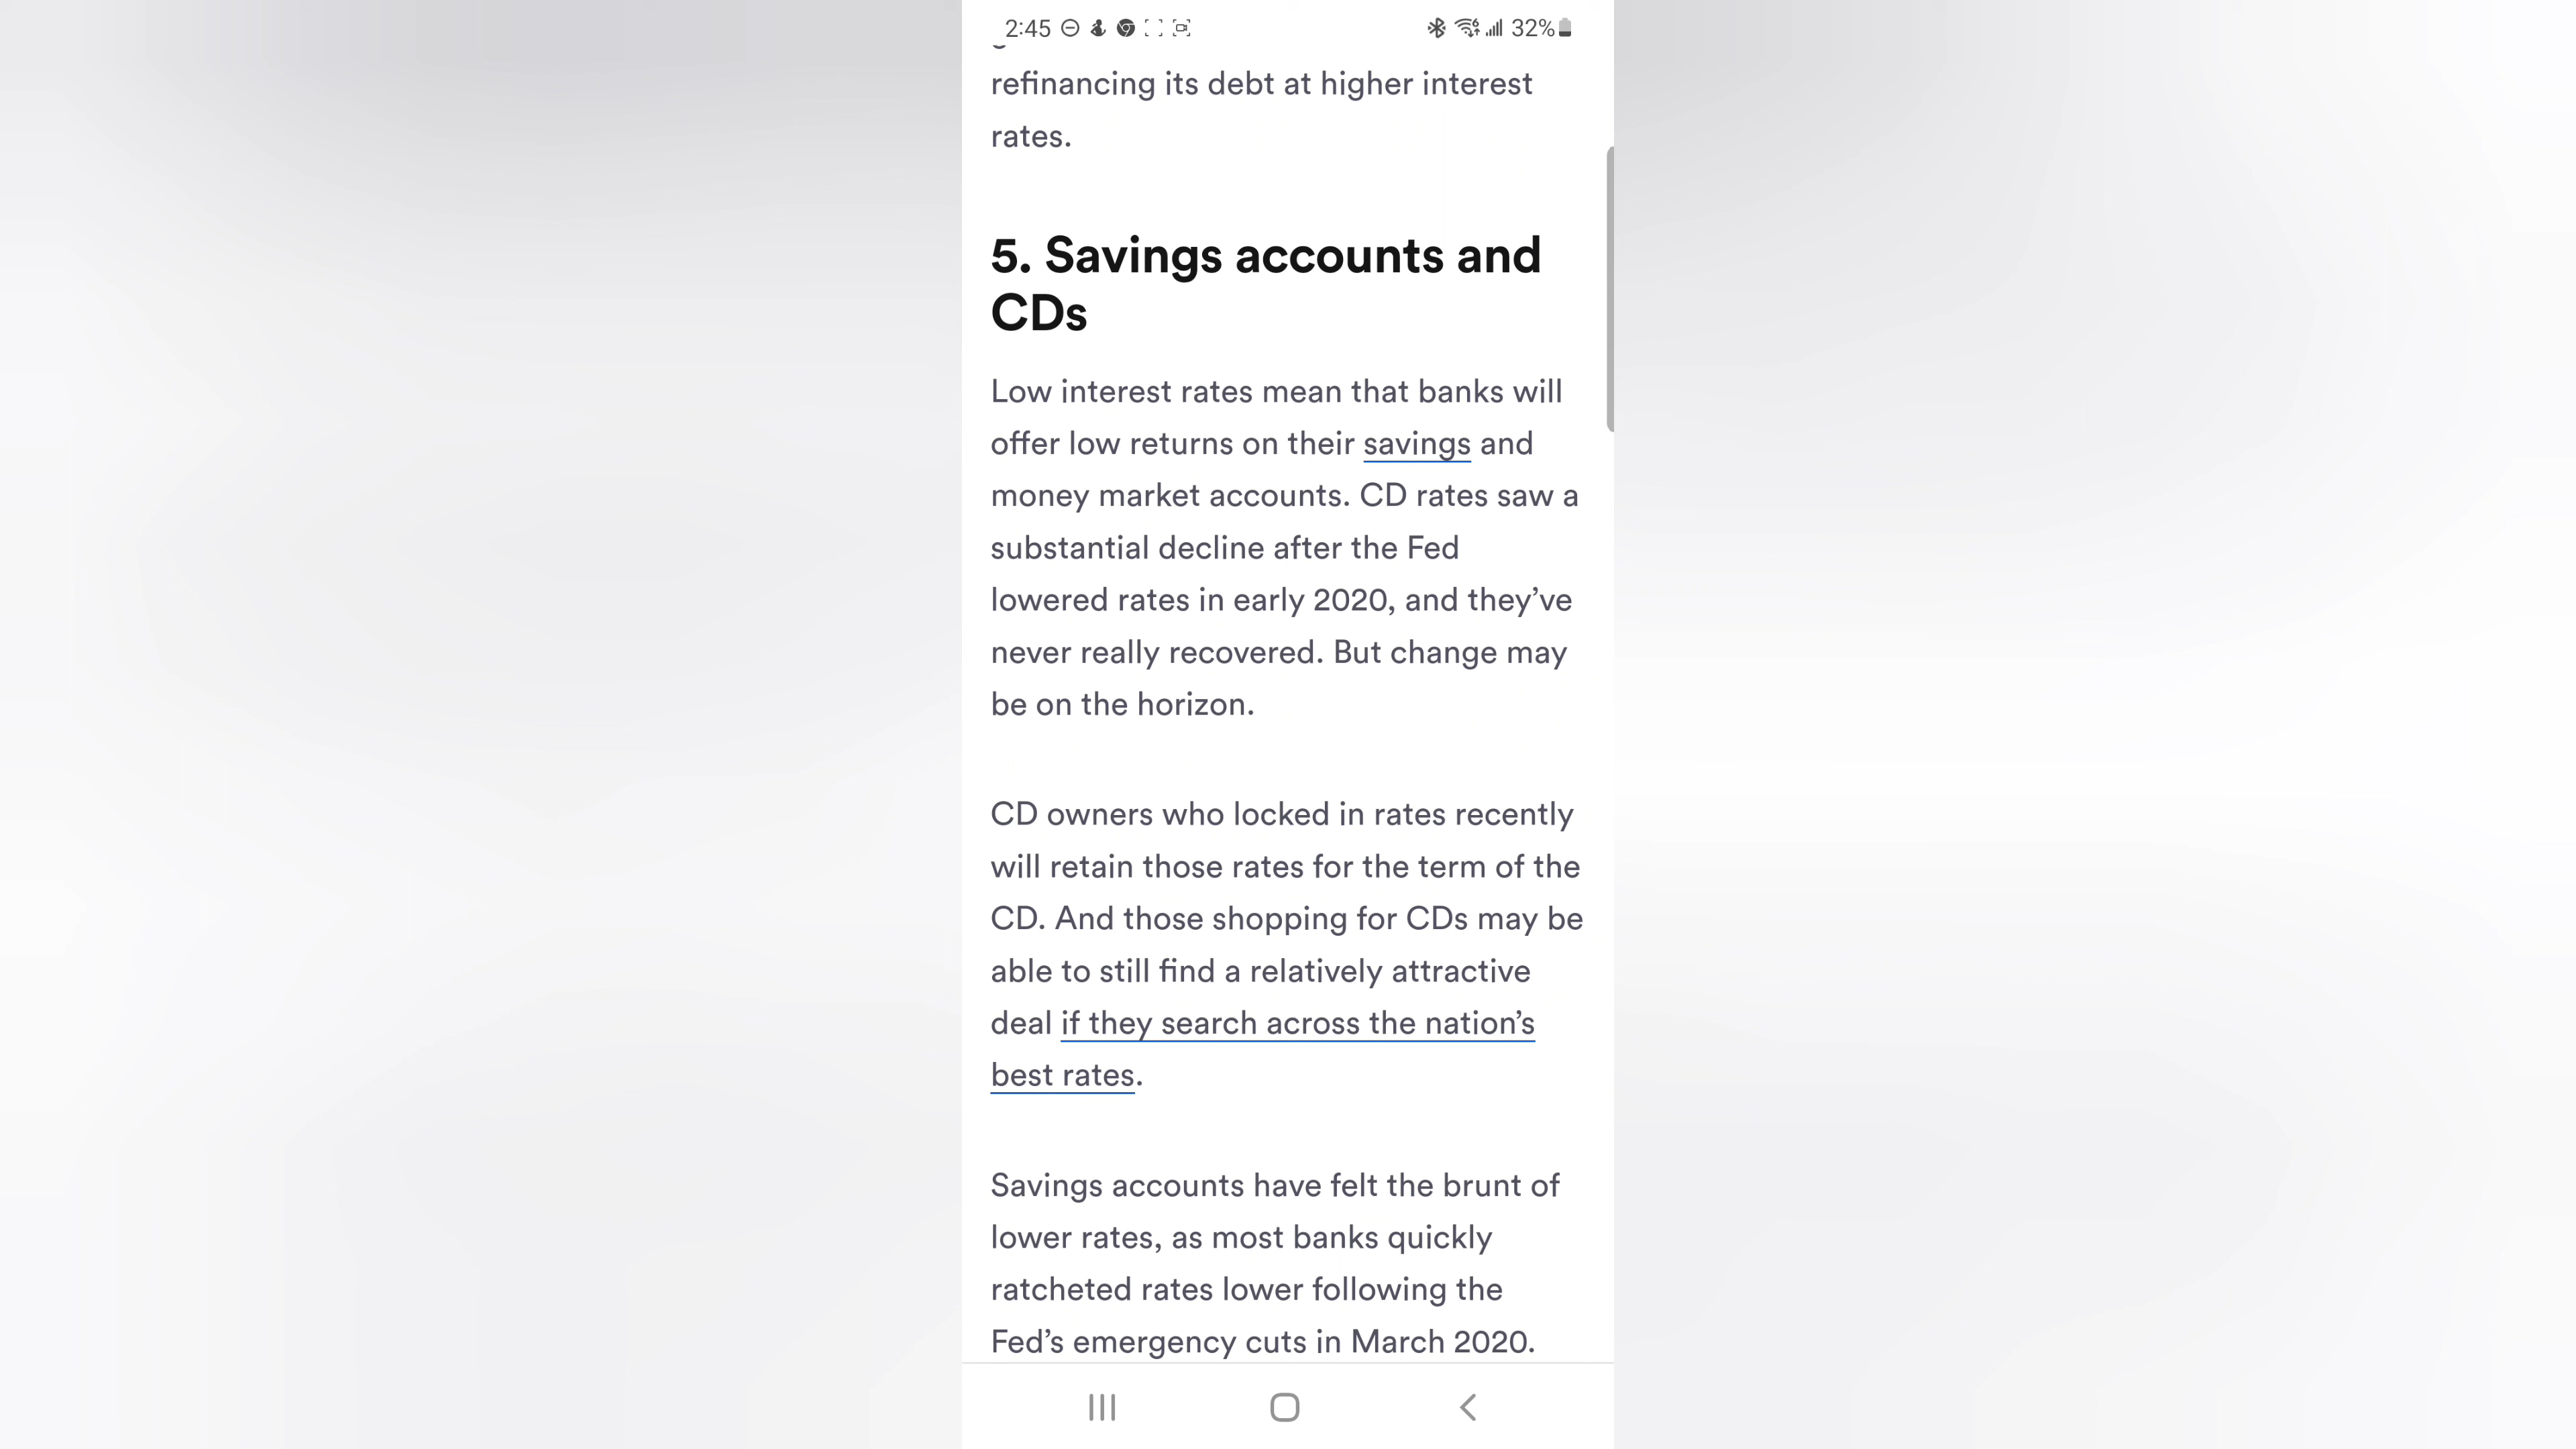 2:45
32%
refinancing its debt at higher interest
rates.
5. Savings accounts and
CDs
Low interest rates mean that banks will
offer low returns on their savings and
money market accounts. CD rates saw a
substantial decline after the Fed
lowered rates in early 2020, and they’ve
never really recovered. But change may
be on the horizon.
CD owners who locked in rates recently
will retain those rates for the term of the
CD. And those shopping for CDs may be
able to still find a relatively attractive
deal if they search across the nation’s
best rates.
Savings accounts have felt the brunt of
lower rates, as most banks quickly
ratcheted rates lower following the
Fed’s emergency cuts in March 2020.